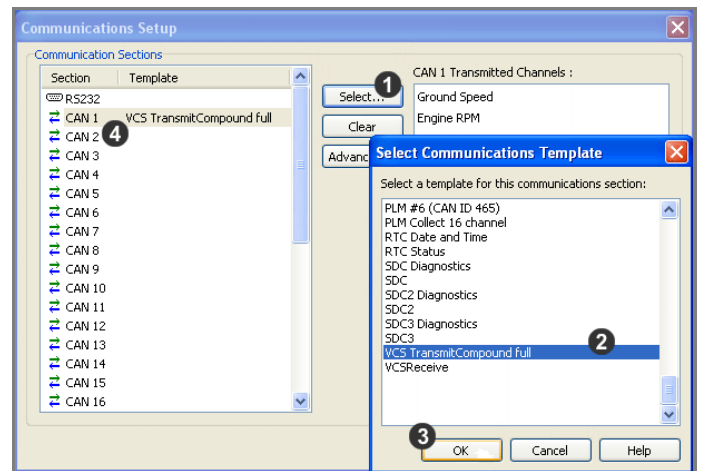 Communications Setup
Communication Sections
Section Template
RS232
CAN 1 VCS TransmitCompound full
CAN 2
CAN 3
CAN 4
CAN 5
CAN 6
CAN 7
CAN 8
CAN 9
CAN 10
CAN 11
CAN 12
CAN 13
CAN 14
CAN 15
CAN 16
4
Select...
1
Clear
Advanc
CAN 1 Transmitted Channels :
Ground Speed
Engine RPM
Select Communications Template
Select a template for this communications section:
PLM #6 (CAN ID 465)
PLM Collect 16 channel
RTC Date and Time
RTC Status
SDC Diagnostics
SDC
SDC2 Diagnostics
SDC2
SDC3 Diagnostics
SDC3
VCS TransmitCompound full
2
VCSReceive
3
OK Cancel Help